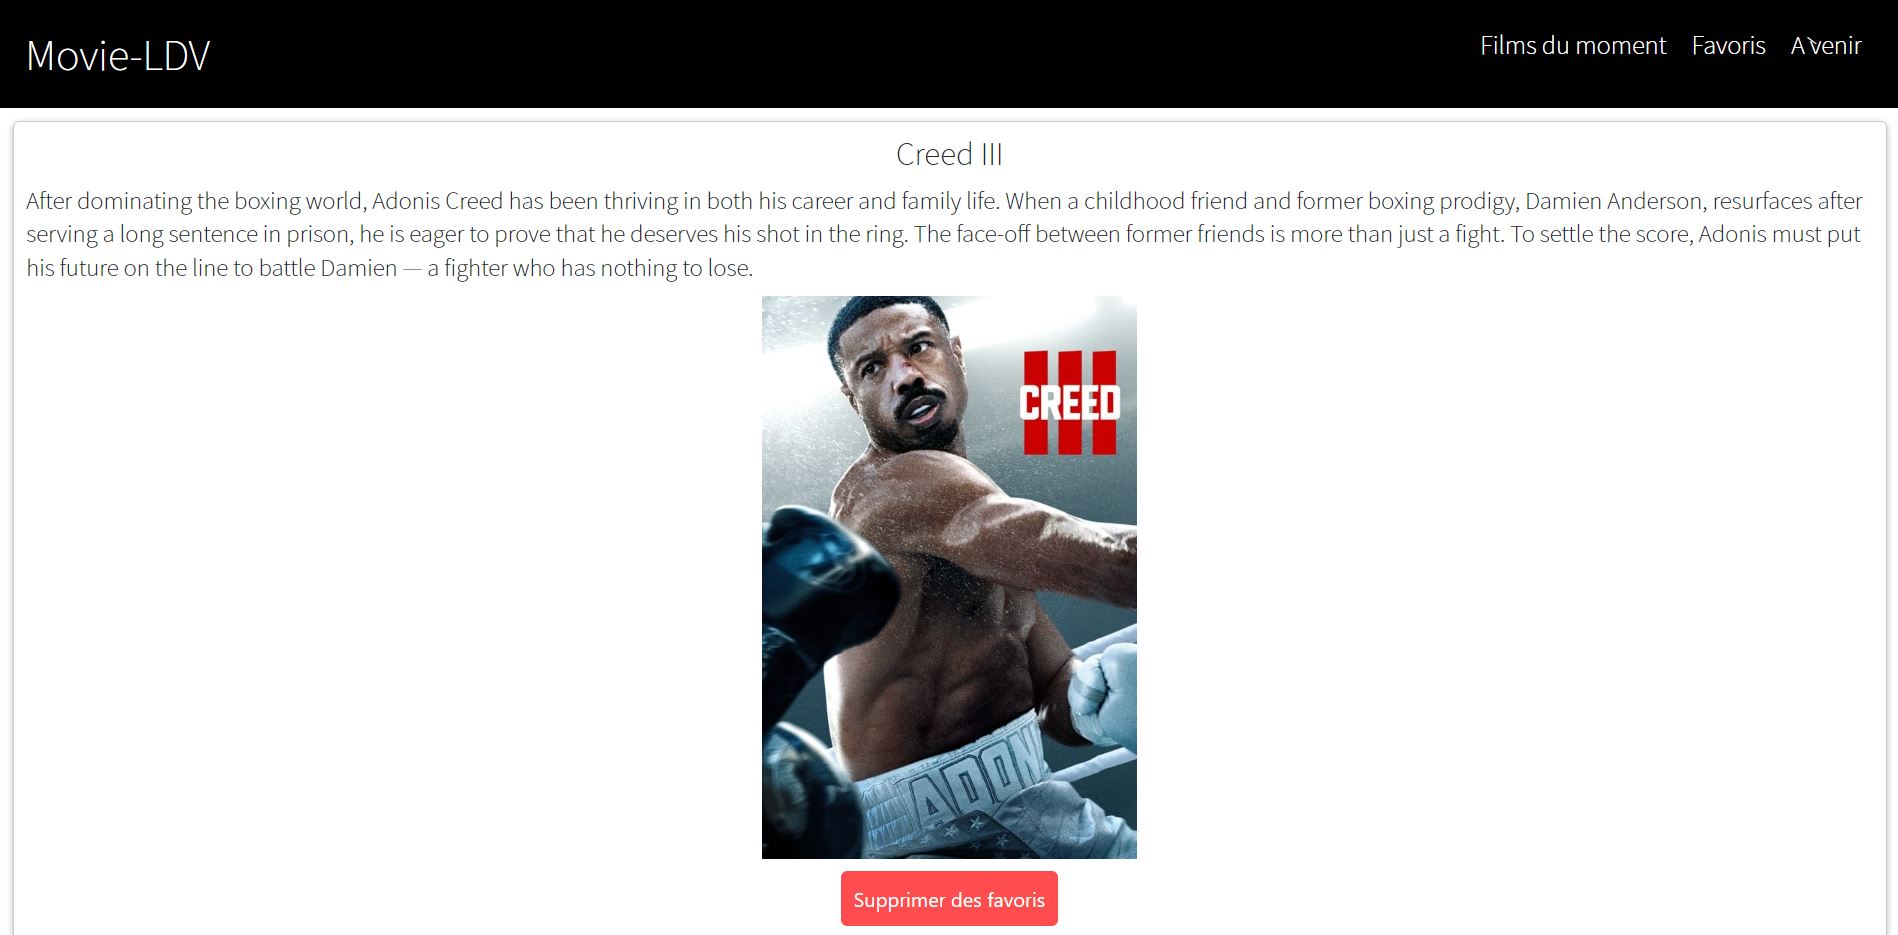 Movie-LDV
Films du moment Favoris A venir
Creed III
After dominating the boxing world, Adonis Creed has been thriving in both his career and family life. When a childhood friend and former boxing prodigy, Damien Anderson, resurfaces after
serving a long sentence in prison, he is eager to prove that he deserves his shot in the ring. The face-off between former friends is more than just a fight. To settle the score, Adonis must put
his future on the line to battle Damien — a fighter who has nothing to lose.
III
CREED
ADON
Supprimer des favoris